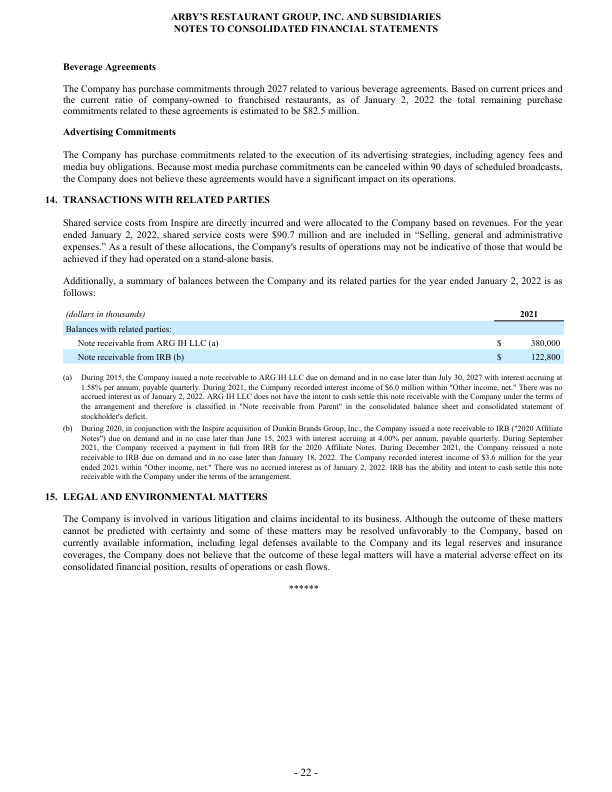 ARBY'S RESTAURANT GROUP, INC. AND SUBSIDIARIES
NOTES TO CONSOLIDATED FINANCIAL STATEMENTS
Beverage Agreements
The Company has purchase commitments through 2027 related to various beverage agreements. Based on current prices and
the current ratio of company-owned to franchised restaurants, as of January 2, 2022 the total remaining purchase
commitments related to these agreements is estimated to be $82.5 million.
Advertising Commitments
The Company has purchase commitments related to the execution of its advertising strategies, including agency fees and
media buy obligations. Because most media purchase commitments can be canceled within 90 days of scheduled broadcasts,
the Company does not believe these agreements would have a significant impact on its operations.
14. TRANSACTIONS WITH RELATED PARTIES
Shared service costs from Inspire are directly incurred and were allocated to the Company based on revenues. For the year
ended January 2, 2022, shared service costs were $90.7 million and are included in “Selling, general and administrative
expenses.” As a result of these allocations, the Company's results of operations may not be indicative of those that would be
achieved if they had operated on a stand-alone basis.
Additionally, a summary of balances between the Company and its related parties for the year ended January 2, 2022 is as
follows:
(dollars in thousands) 2021
Balances with related parties:
Note receivable from ARG IH LLC (a) $ 380,000
Note receivable from IRB (b) $ 122,800
(a) During 2015, the Company issued a note receivable to ARG IH LLC due on demand and in no case later than July 30, 2027 with interest accruing at
1.58% per annum, payable quarterly. During 2021, the Company recorded interest income of $6.0 million within "Other income, net." There was no
accrued interest as of January 2, 2022. ARG IH LLC does not have the intent to cash settle this note receivable with the Company under the terms of
the arrangement and therefore is classified in "Note receivable from Parent" in the consolidated balance sheet and consolidated statement of
stockholder's deficit.
(b) During 2020, in conjunction with the Inspire acquisition of Dunkin Brands Group, Inc., the Company issued a note receivable to IRB ("2020 Affiliate
Notes") due on demand and in no case later than June 15, 2023 with interest accruing at 4.00% per annum, payable quarterly. During September
2021, the Company received a payment in full from IRB for the 2020 Affiliate Notes. During December 2021, the Company reissued a note
receivable to IRB due on demand and in no case later than January 18, 2022. The Company recorded interest income of $3.6 million for the year
ended 2021 within "Other income, net." There was no accrued interest as of January 2, 2022. IRB has the ability and intent to cash settle this note
receivable with the Company under the terms of the arrangement.
15. LEGAL AND ENVIRONMENTAL MATTERS
The Company is involved in various litigation and claims incidental to its business. Although the outcome of these matters
cannot be predicted with certainty and some of these matters may be resolved unfavorably to the Company, based on
currently available information, including legal defenses available to the Company and its legal reserves and insurance
coverages, the Company does not believe that the outcome of these legal matters will have a material adverse effect on its
consolidated financial position, results of operations or cash flows.
******
- 22 -